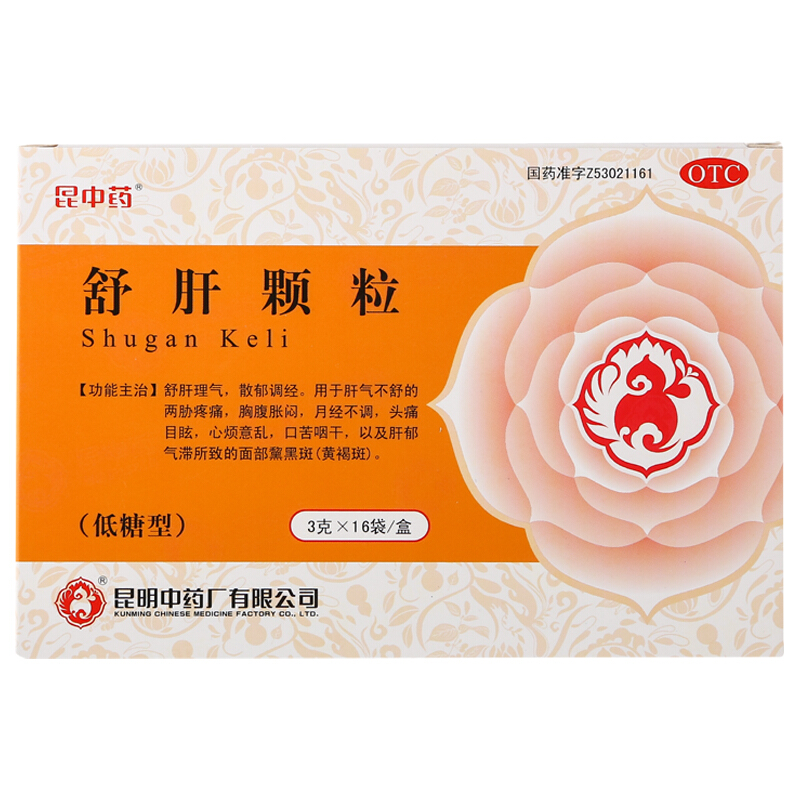 昆中药®
国药准字Z53021161
OTC
舒肝颗粒
Shugan Keli
【功能主治】舒肝理气，散郁调经。用于肝气不舒的
两胁疼痛，胸腹胀闷，月经不调，头痛
目眩，心烦意乱，口苦咽干，以及肝郁
气滞所致的面部黧黑斑(黄褐斑)。
（低糖型）
3克×16袋/盒
®
昆明中药厂有限公司
KUNMING CHINESE MEDICINE FACTORY CO., LTD.